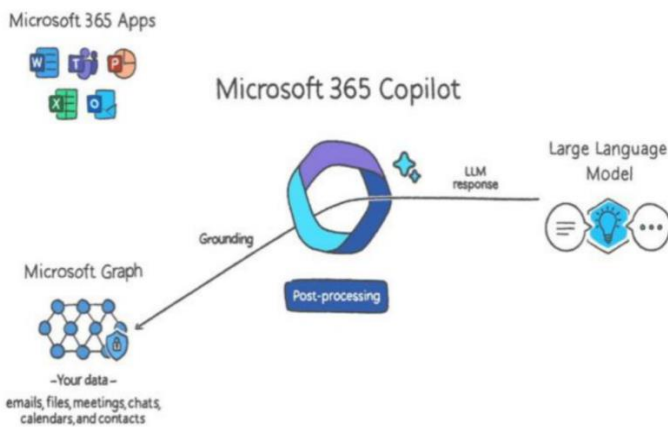 Microsoft 365 Apps
W
T
P
X
O
Microsoft 365 Copilot
Large Language
Model
LLM
response
Grounding
Microsoft Graph
Post-processing
-Your data-
emails, files, meetings, chats,
calendars, and contacts